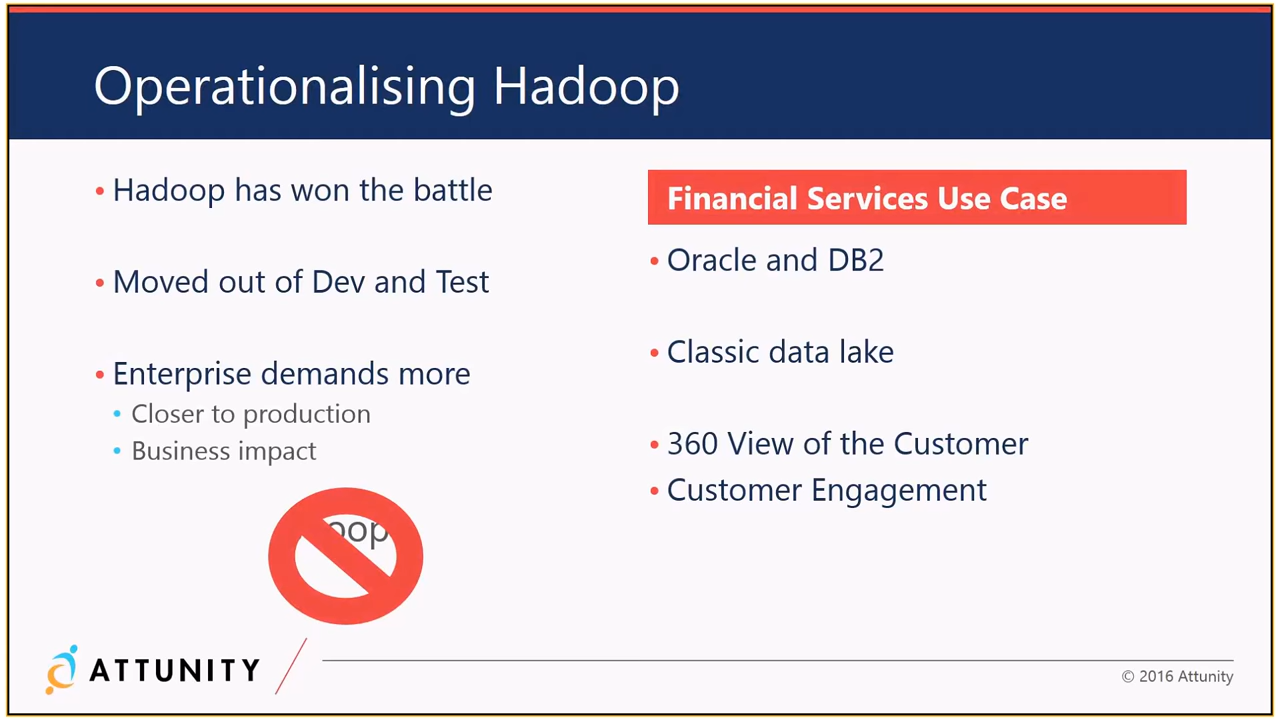 Operationalising Hadoop
• Hadoop has won the battle
• Moved out of Dev and Test
• Enterprise demands more
• Closer to production
• Business impact
Financial Services Use Case
• Oracle and DB2
• Classic data lake
• 360 View of the Customer
• Customer Engagement
ATTUNITY
© 2016 Attunity